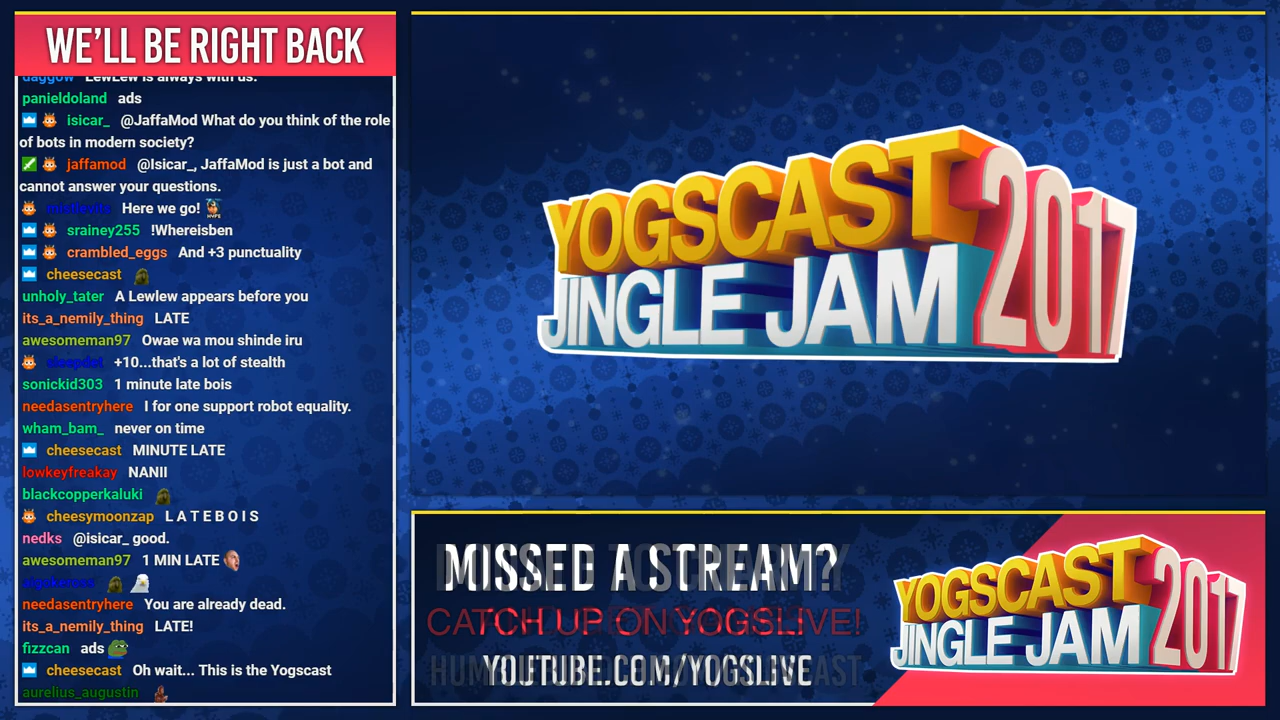 WE'LL BE RIGHT BACK
daggow LewLew is always with us.
panieldoland ads
isicar_ @JaffaMod What do you think of the role
of bots in modern society?
jaffamod @Isicar_, JaffaMod is just a bot and
cannot answer your questions.
Here we go!
srainey255 !Whereisben
crambled_eggs And +3 punctuality
cheesecast
unholy_tater A Lewlew appears before you
its_a_nemily_thing LATE
awesomeman97 Owae wa mou shinde iru
sleepdot +10...that's a lot of stealth
sonickid303 1 minute late bois
needasentryhere I for one support robot equality.
wham_bam_ never on time
cheesecast MINUTE LATE
lowkeyfreakay NANII
blackcopperkaluki
cheesymoonzap L A T E B O I S
nedks @isicar_ good.
awesomeman97 1 MIN LATE
needasentryhere You are already dead.
its_a_nemily_thing LATE!
fizzcan ads
cheesecast Oh wait... This is the Yogscast
aurelius_augustin
YOGSCAST
JINGLE JAM 2017
MISSED A STREAM?
CATCH UP ON YOGSLIVE!
YOUTUBE.COM/YOGSLIVE
YOGSCAST
JINGLE JAM 2017